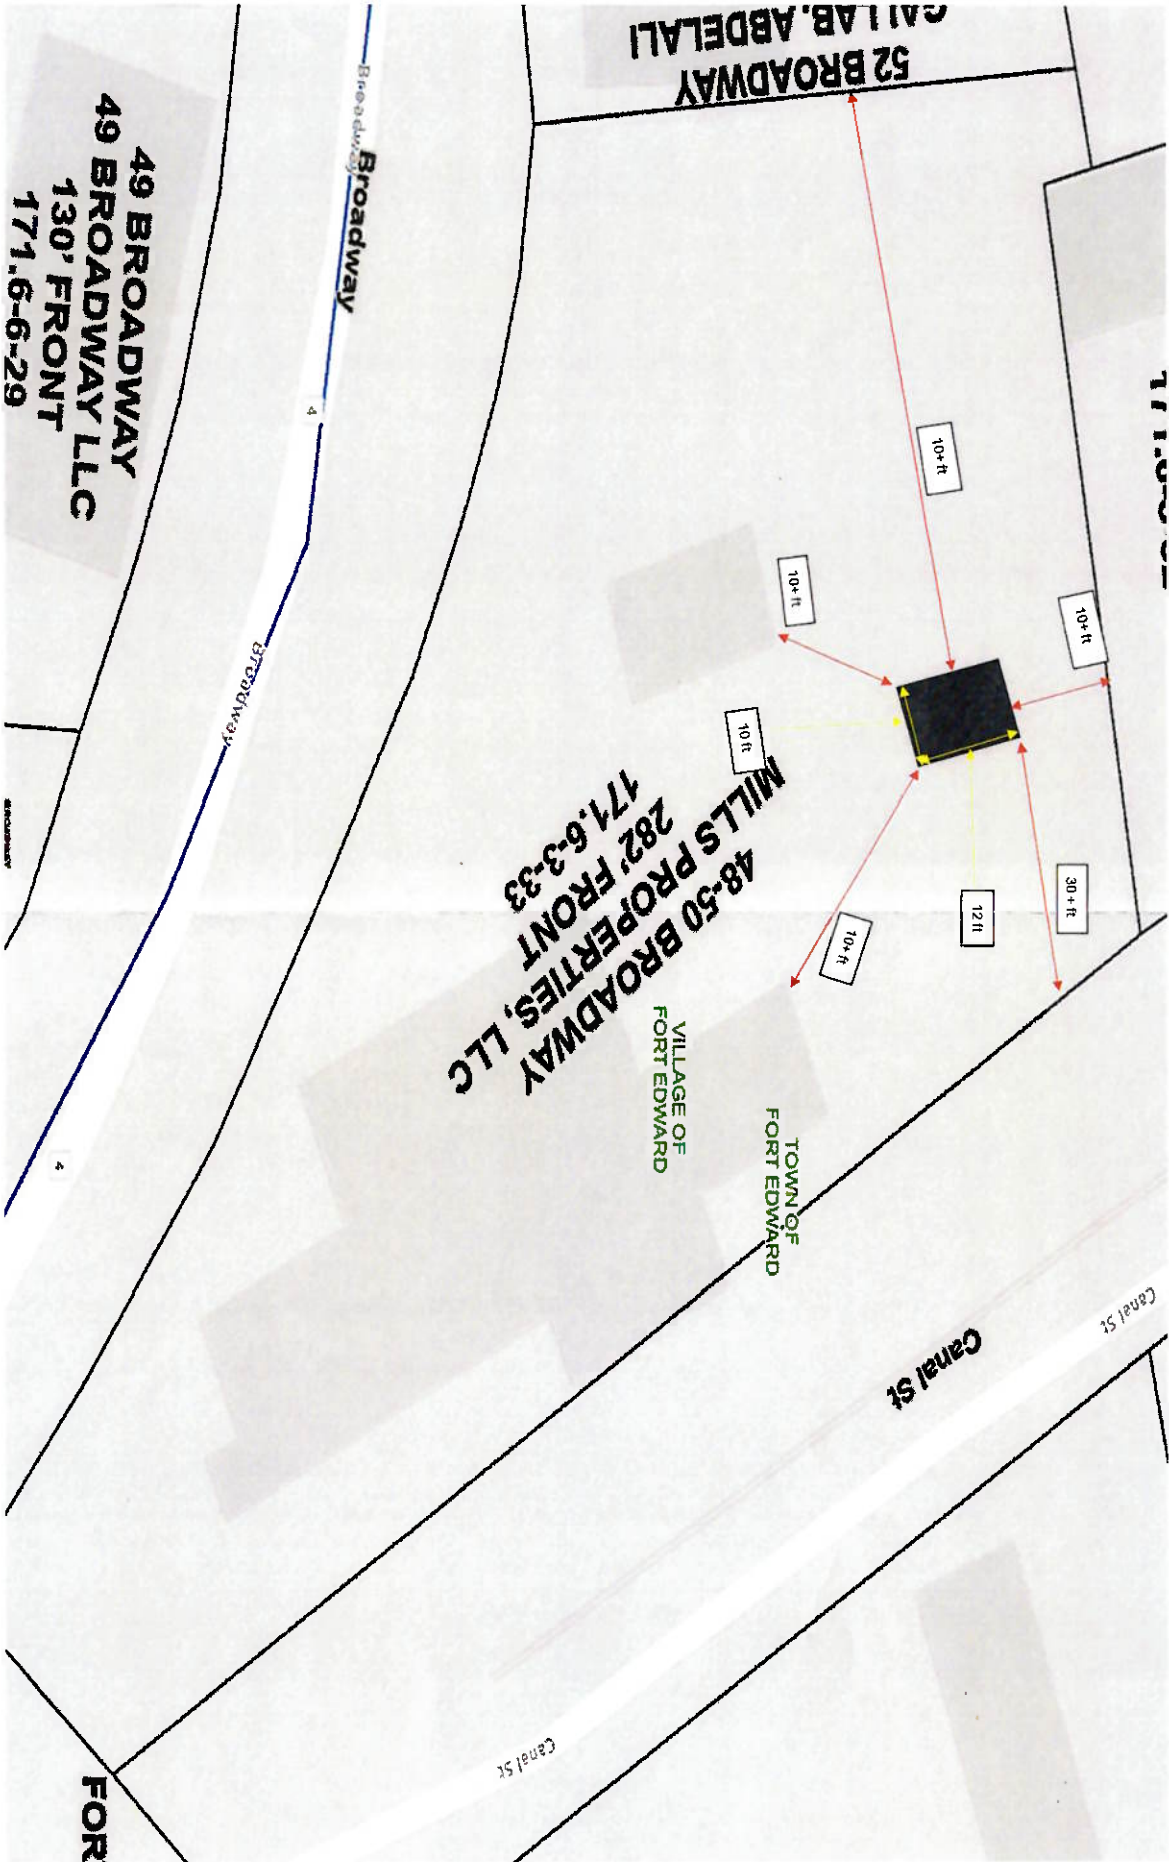 52 BROADWAY
GALLAB, ABDELALI
Broadway
Broadway
4
49 BROADWAY
49 BROADWAY LLC
130' FRONT
171.6-6-29
10+ ft
10+ ft
10+ ft
10 ft
30 + ft
12 ft
10+ ft
48-50 BROADWAY
MILLS PROPERTIES, LLC
282' FRONT
171.6-3-33
Broadway
VILLAGE OF
FORT EDWARD
TOWN OF
FORT EDWARD
4
Canal St
Canal St
Canal St
FOR